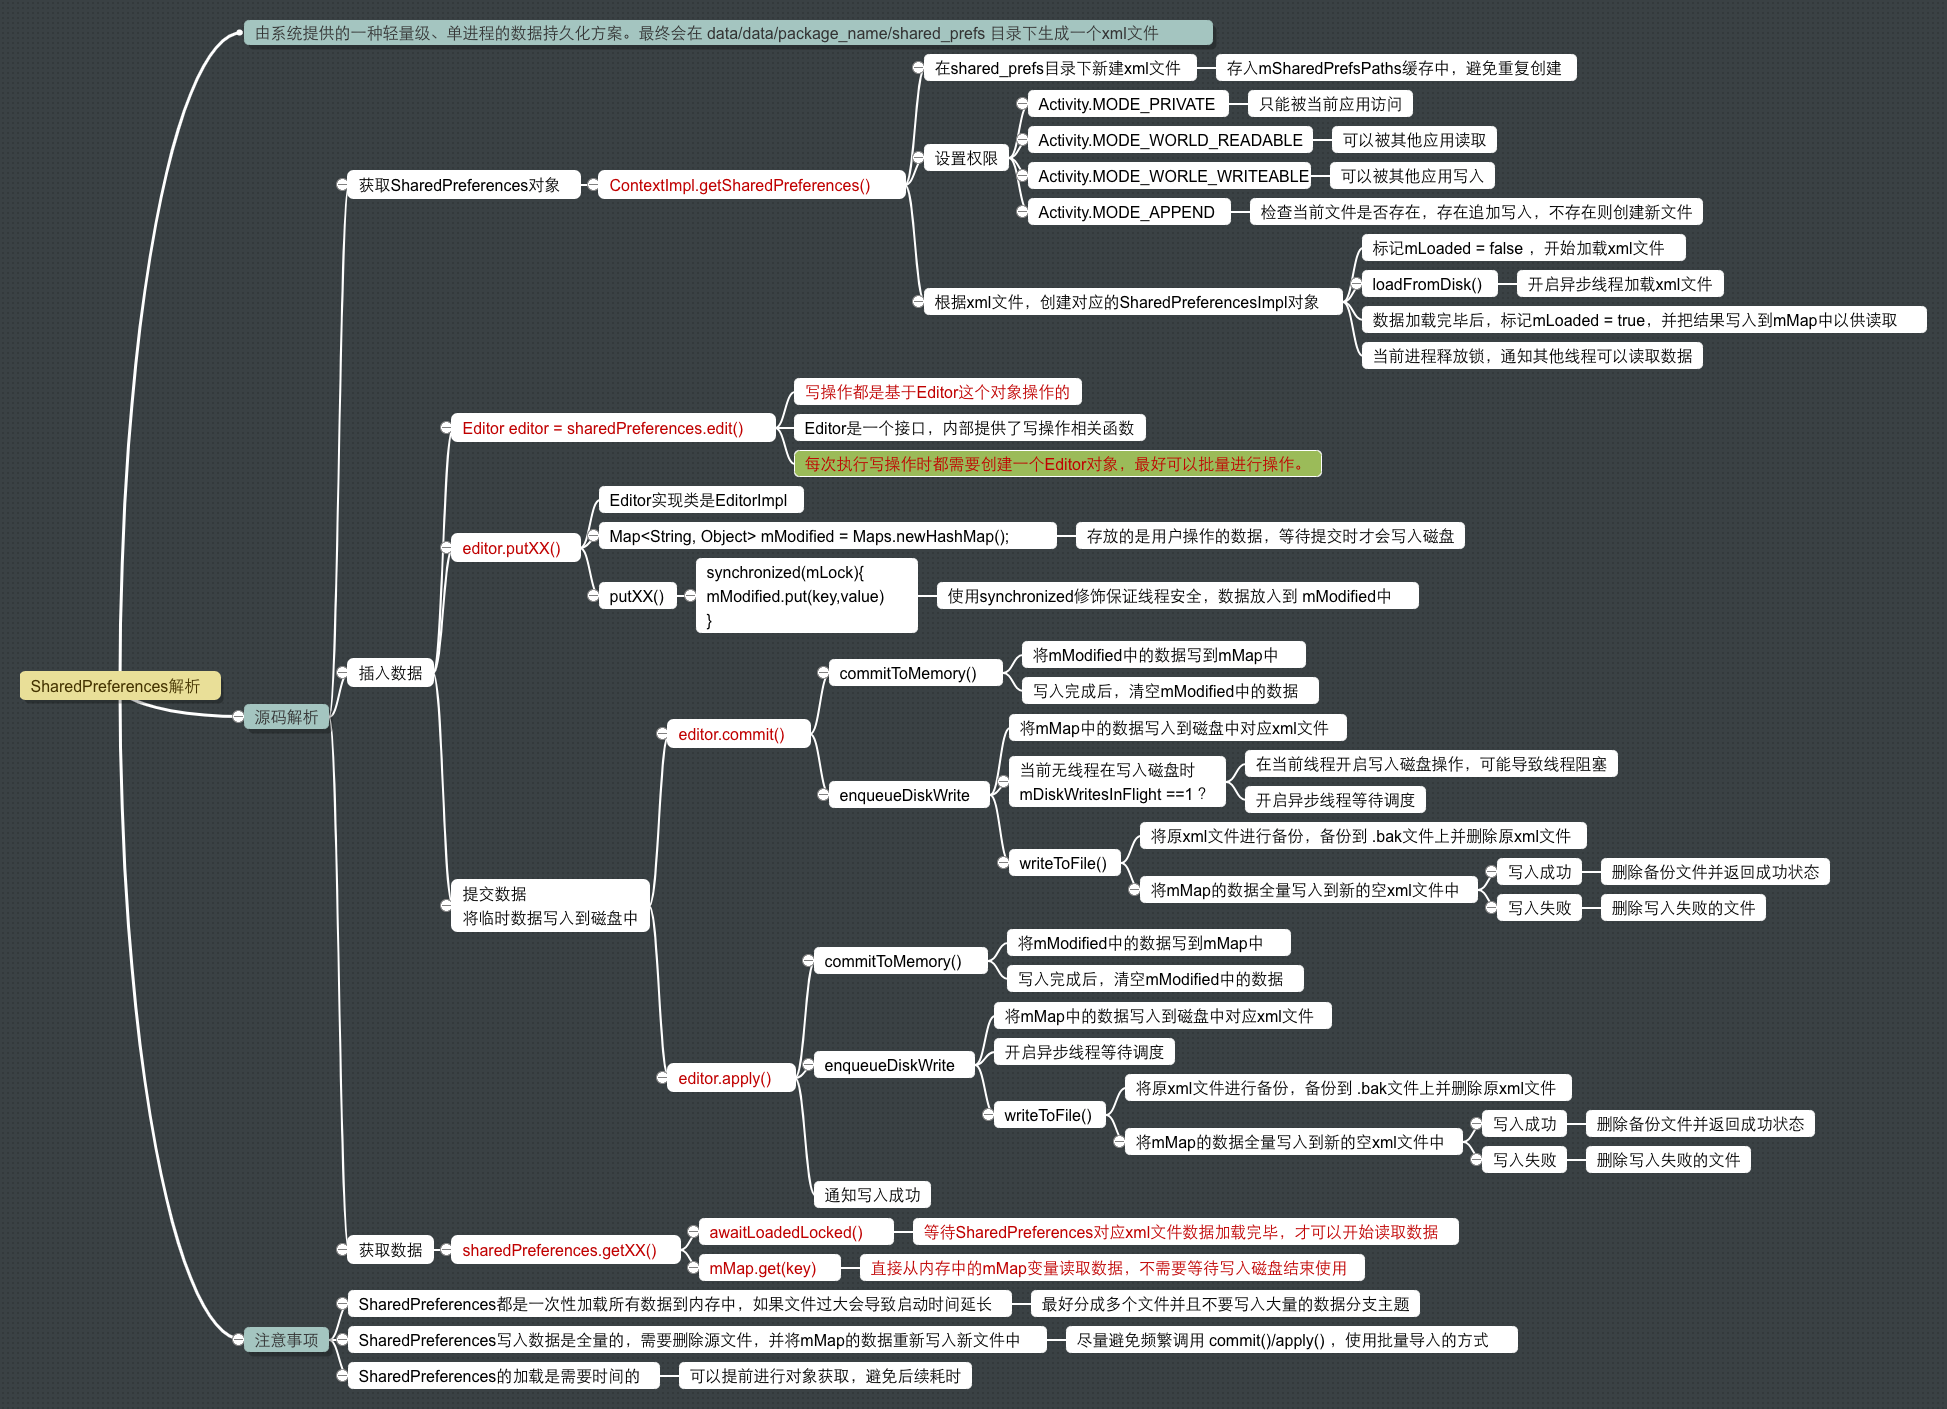 由系统提供的一种轻量级、单进程的数据持久化方案。最终会在 data/data/package_name/shared_prefs 目录下生成一个xml文件
在shared_prefs目录下新建xml文件
存入mSharedPrefsPaths缓存中，避免重复创建
Activity.MODE_PRIVATE
只能被当前应用访问
Activity.MODE_WORLD_READABLE
可以被其他应用读取
设置权限
Activity.MODE_WORLE_WRITEABLE
可以被其他应用写入
获取SharedPreferences对象
ContextImpl.getSharedPreferences()
Activity.MODE_APPEND
检查当前文件是否存在，存在追加写入，不存在则创建新文件
标记mLoaded = false ，开始加载xml文件
loadFromDisk()
开启异步线程加载xml文件
根据xml文件，创建对应的SharedPreferencesImpl对象
数据加载完毕后，标记mLoaded = true，并把结果写入到mMap中以供读取
当前进程释放锁，通知其他线程可以读取数据
写操作都是基于Editor这个对象操作的
Editor editor = sharedPreferences.edit()
Editor是一个接口，内部提供了写操作相关函数
每次执行写操作时都需要创建一个Editor对象，最好可以批量进行操作。
Editor实现类是EditorImpl
editor.putXX()
Map<String, Object> mModified = Maps.newHashMap();
存放的是用户操作的数据，等待提交时才会写入磁盘
putXX()
synchronized(mLock){
mModified.put(key,value)
}
使用synchronized修饰保证线程安全，数据放入到 mModified中
插入数据
SharedPreferences解析
源码解析
commitToMemory()
将mModified中的数据写到mMap中
写入完成后，清空mModified中的数据
editor.commit()
将mMap中的数据写入到磁盘中对应xml文件
当前无线程在写入磁盘时
mDiskWritesInFlight ==1 ?
在当前线程开启写入磁盘操作，可能导致线程阻塞
开启异步线程等待调度
enqueueDiskWrite
将原xml文件进行备份，备份到 .bak文件上并删除原xml文件
writeToFile()
将mMap的数据全量写入到新的空xml文件中
写入成功
删除备份文件并返回成功状态
写入失败
删除写入失败的文件
提交数据
将临时数据写入到磁盘中
commitToMemory()
将mModified中的数据写到mMap中
写入完成后，清空mModified中的数据
将mMap中的数据写入到磁盘中对应xml文件
enqueueDiskWrite
开启异步线程等待调度
editor.apply()
将原xml文件进行备份，备份到 .bak文件上并删除原xml文件
writeToFile()
将mMap的数据全量写入到新的空xml文件中
写入成功
删除备份文件并返回成功状态
写入失败
删除写入失败的文件
通知写入成功
获取数据
sharedPreferences.getXX()
awaitLoadedLocked()
等待SharedPreferences对应xml文件数据加载完毕，才可以开始读取数据
mMap.get(key)
直接从内存中的mMap变量读取数据，不需要等待写入磁盘结束使用
注意事项
SharedPreferences都是一次性加载所有数据到内存中，如果文件过大会导致启动时间延长
最好分成多个文件并且不要写入大量的数据分支主题
SharedPreferences写入数据是全量的，需要删除源文件，并将mMap的数据重新写入新文件中
尽量避免频繁调用 commit()/apply() ，使用批量导入的方式
SharedPreferences的加载是需要时间的
可以提前进行对象获取，避免后续耗时